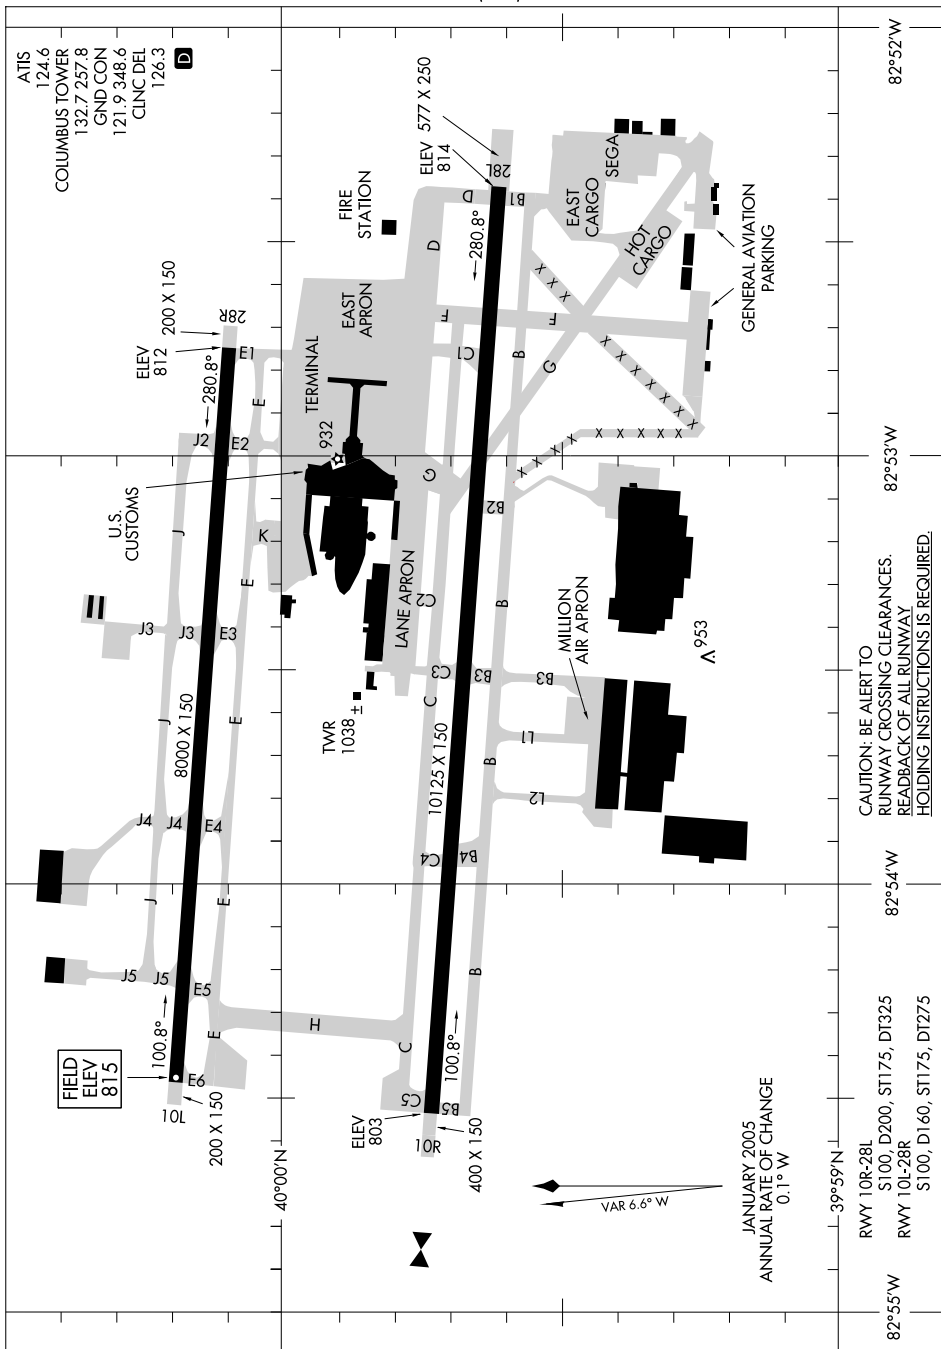 ATIS
124.6
COLUMBUS TOWER
132.7 257.8
GND CON
121.9 348.6
CLNC DEL
126.3
D
82°52'W
82°53'W
82°54'W
82°55'W
40°00'N
39°59'N
FIELD
ELEV
815
10L
200 X 150
100.8°
8000 X 150
280.8°
ELEV
812
200 X 150
28R
J
J
J
J2
J3
J3
J4
J4
J5
J5
E
E
E
E
E
E1
E2
E3
E4
E5
E6
K
H
U.S.
CUSTOMS
TERMINAL
932
EAST
APRON
FIRE
STATION
LANE APRON
TWR
1038 ±
ELEV
803
10R
400 X 150
100.8°
10125 X 150
280.8°
ELEV
814
577 X 250
28L
C
C
C1
C2
C3
C4
C5
D
D
F
F
G
G
B
B
B
B
B1
B2
B3
B3
B4
B5
L1
L2
X X X X X X X X X X X X X X X
EAST
CARGO
SEGA
HOT
CARGO
GENERAL AVIATION
PARKING
MILLION
AIR APRON
953
VAR 6.6° W
JANUARY 2005
ANNUAL RATE OF CHANGE
0.1° W
CAUTION: BE ALERT TO
RUNWAY CROSSING CLEARANCES.
READBACK OF ALL RUNWAY
HOLDING INSTRUCTIONS IS REQUIRED.
RWY 10R-28L
S100, D200, ST175, DT325
RWY 10L-28R
S100, D160, ST175, DT275